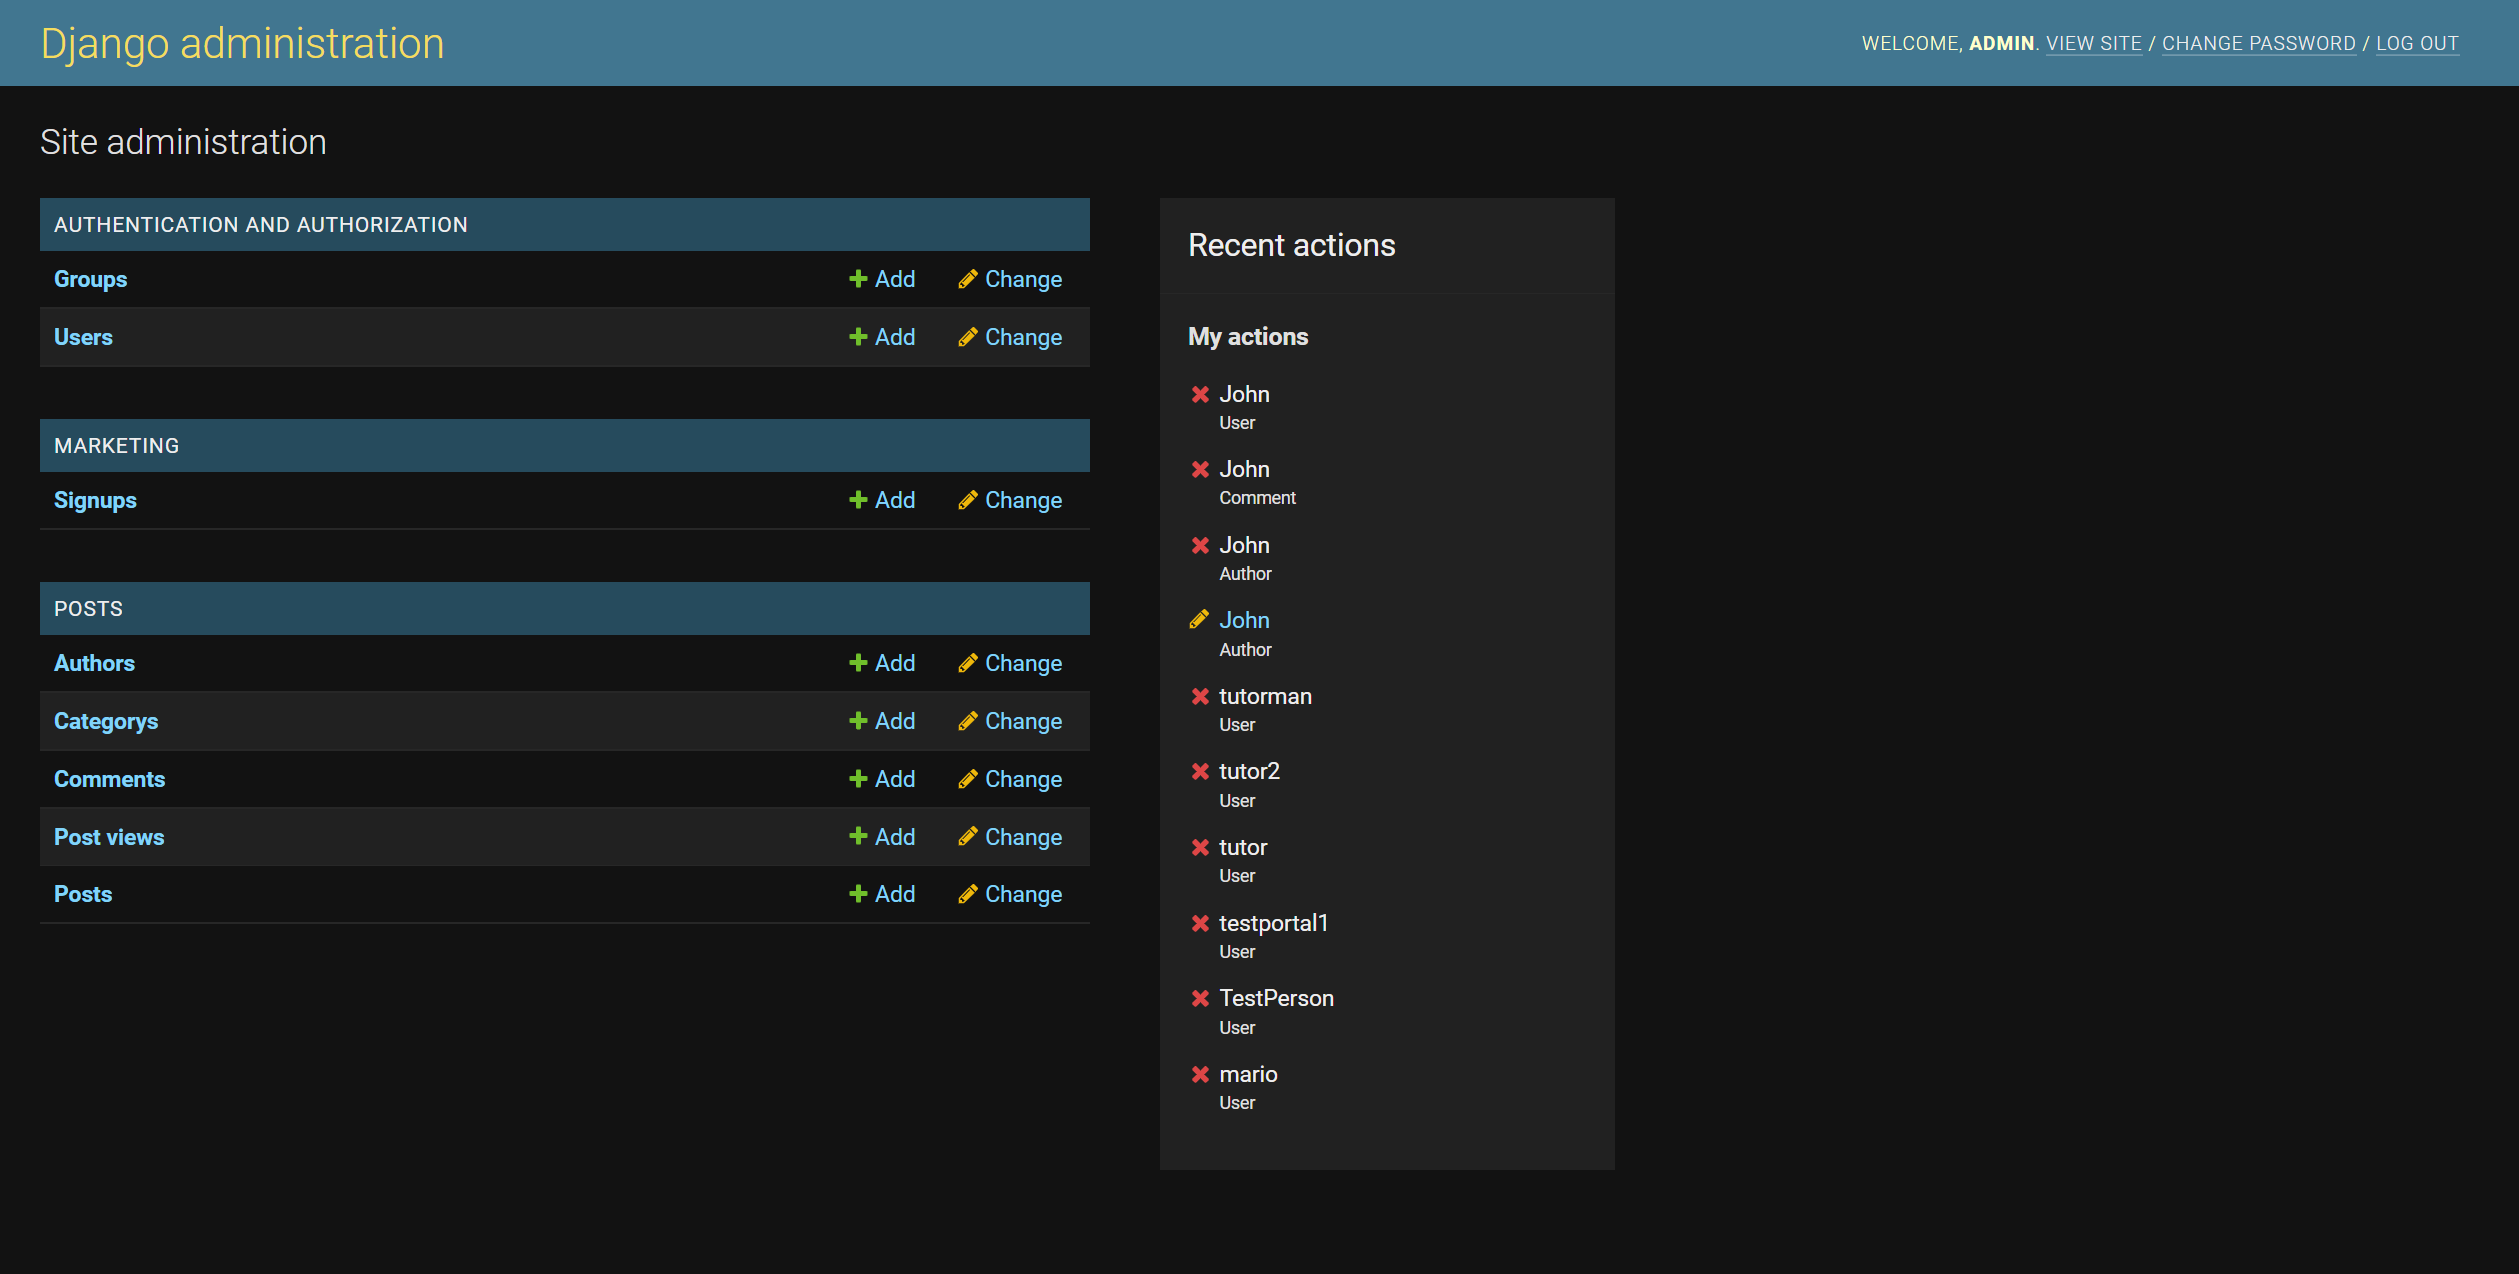 Django administration
WELCOME, ADMIN. VIEW SITE / CHANGE PASSWORD / LOG OUT
Site administration
AUTHENTICATION AND AUTHORIZATION
Groups Add Change
Users Add Change
MARKETING
Signups Add Change
POSTS
Authors Add Change
Categorys Add Change
Comments Add Change
Post views Add Change
Posts Add Change
Recent actions
My actions
John
User
John
Comment
John
Author
John
Author
tutorman
User
tutor2
User
tutor
User
testportal1
User
TestPerson
User
mario
User